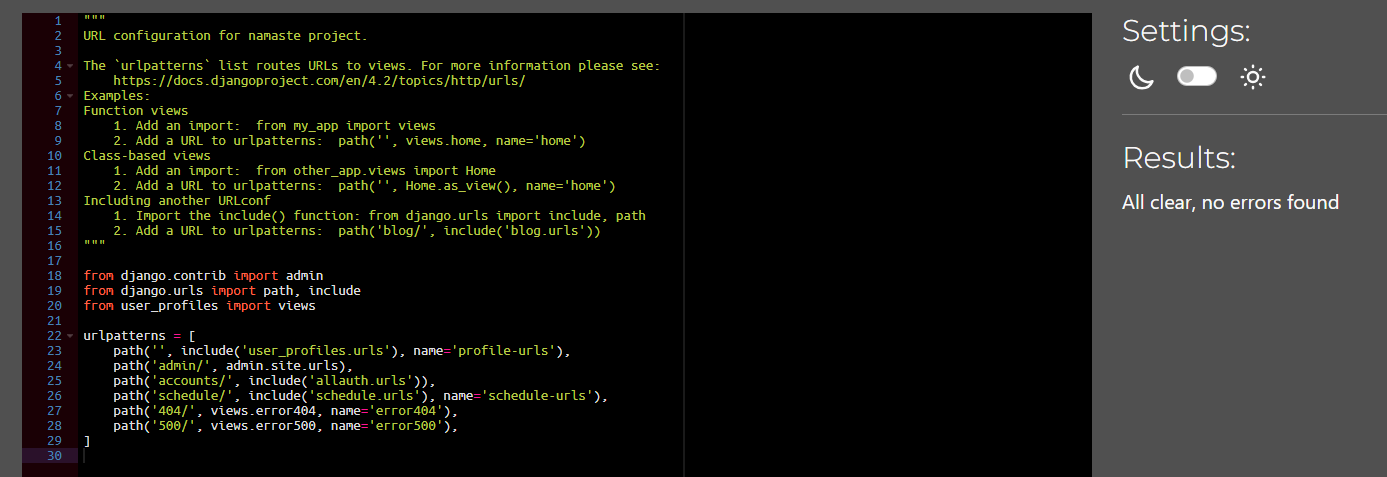 1 """
2 URL configuration for namaste project.
3
4 The `urlpatterns` list routes URLs to views. For more information please see:
5     https://docs.djangoproject.com/en/4.2/topics/http/urls/
6 Examples:
7 Function views
8     1. Add an import:  from my_app import views
9     2. Add a URL to urlpatterns:  path('', views.home, name='home')
10 Class-based views
11     1. Add an import:  from other_app.views import Home
12     2. Add a URL to urlpatterns:  path('', Home.as_view(), name='home')
13 Including another URLconf
14     1. Import the include() function: from django.urls import include, path
15     2. Add a URL to urlpatterns:  path('blog/', include('blog.urls'))
16 """
17
18 from django.contrib import admin
19 from django.urls import path, include
20 from user_profiles import views
21
22 urlpatterns = [
23     path('', include('user_profiles.urls'), name='profile-urls'),
24     path('admin/', admin.site.urls),
25     path('accounts/', include('allauth.urls')),
26     path('schedule/', include('schedule.urls'), name='schedule-urls'),
27     path('404/', views.error404, name='error404'),
28     path('500/', views.error500, name='error500'),
29 ]
30
Settings:
Results:
All clear, no errors found